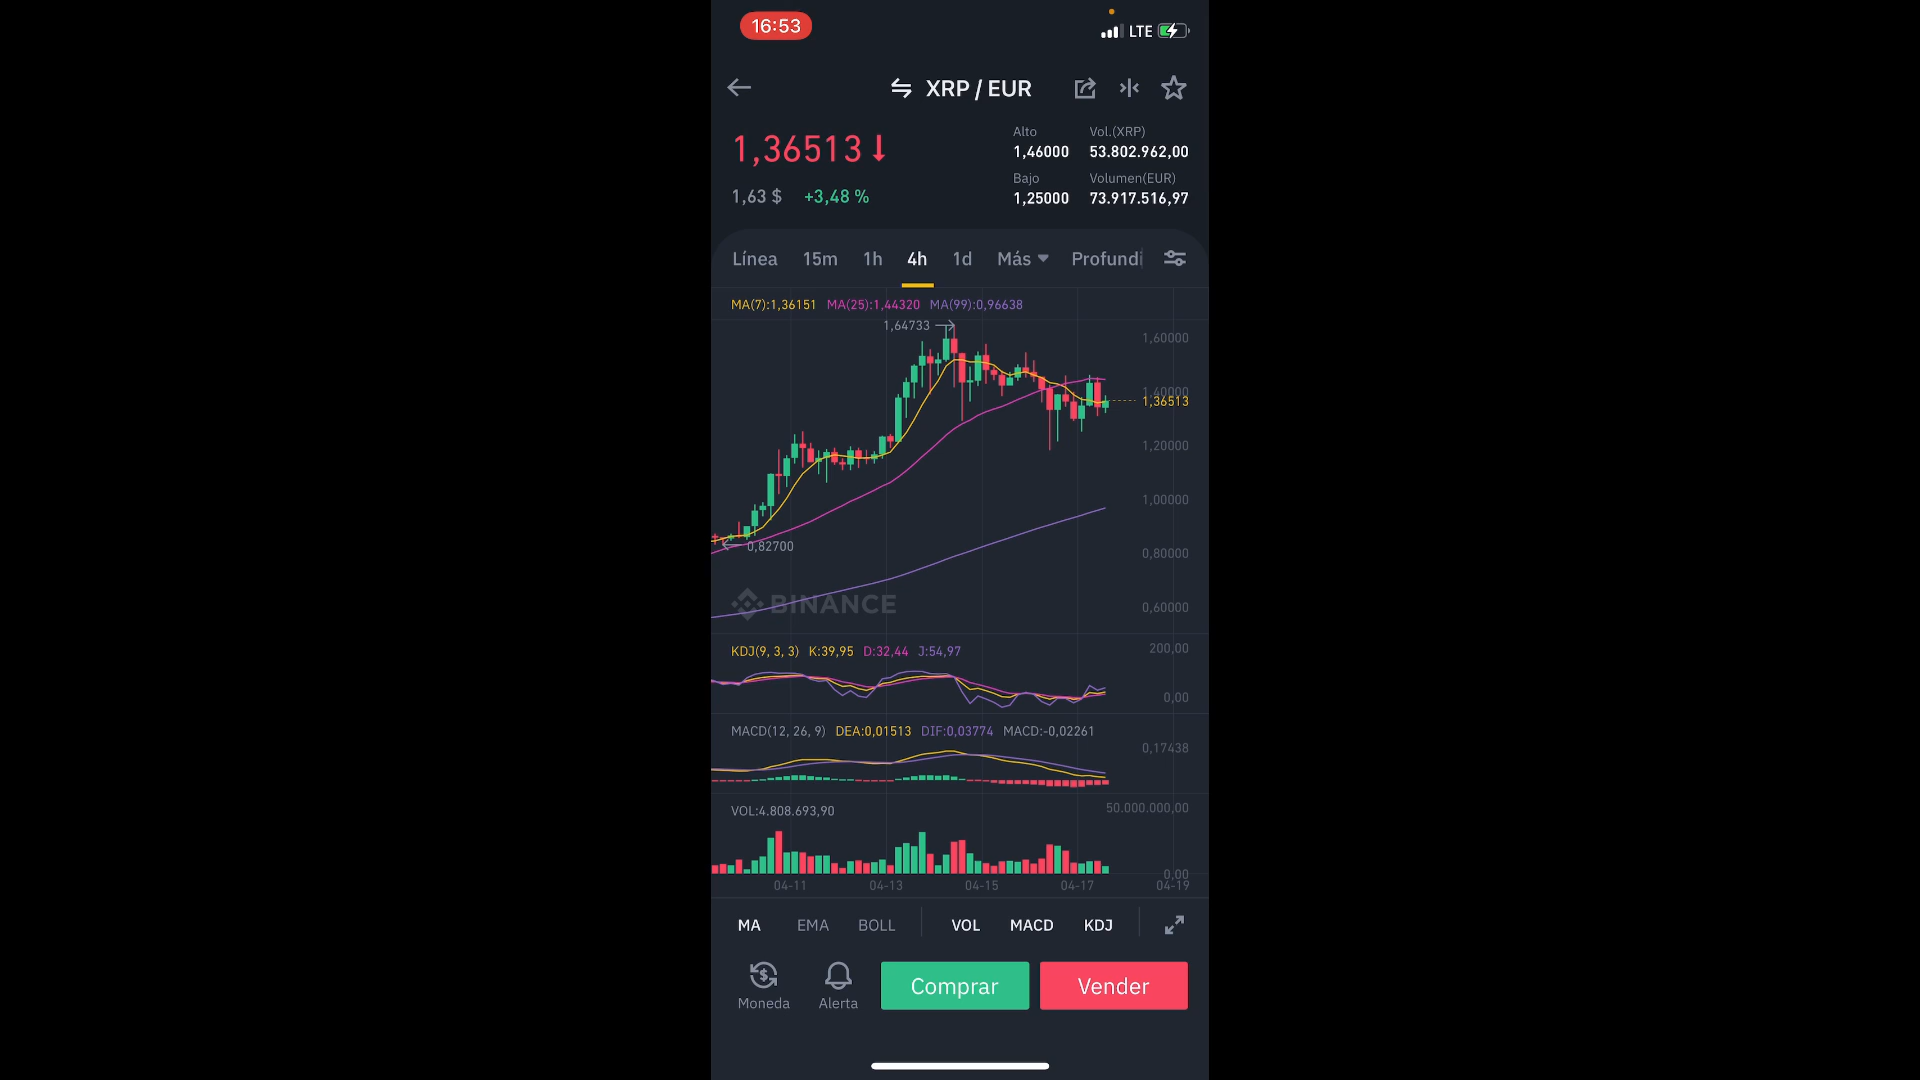 16:53
LTE
XRP / EUR
1,36513
1,63 $ +3,48 %
Alto Vol.(XRP)
1,46000 53.802.962,00
Bajo Volumen(EUR)
1,25000 73.917.516,97
Línea 15m 1h 4h 1d Más Profundi
MA(7):1,36151 MA(25):1,44320 MA(99):0,96638
1,64733
1,60000
1,40000
1,36513
1,20000
1,00000
0,82700
0,80000
BINANCE
0,60000
KDJ(9, 3, 3) K:39,95 D:32,44 J:54,97
200,00
0,00
MACD(12, 26, 9) DEA:0,01513 DIF:0,03774 MACD:-0,02261
0,17438
VOL:4.808.693,90
50.000.000,00
0,00
04-11 04-13 04-15 04-17 04-19
MA EMA BOLL VOL MACD KDJ
Moneda Alerta Comprar Vender